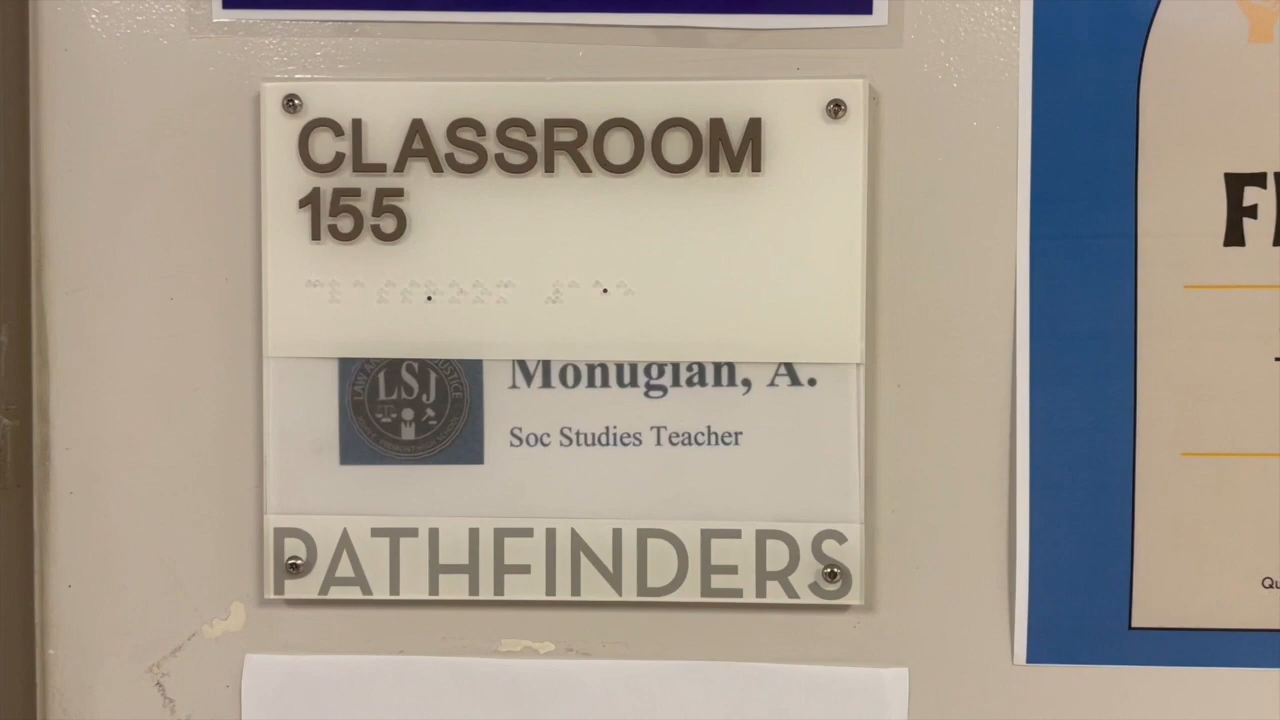 CLASSROOM
155
LSJ
Monugian, A.
Soc Studies Teacher
PATHFINDERS